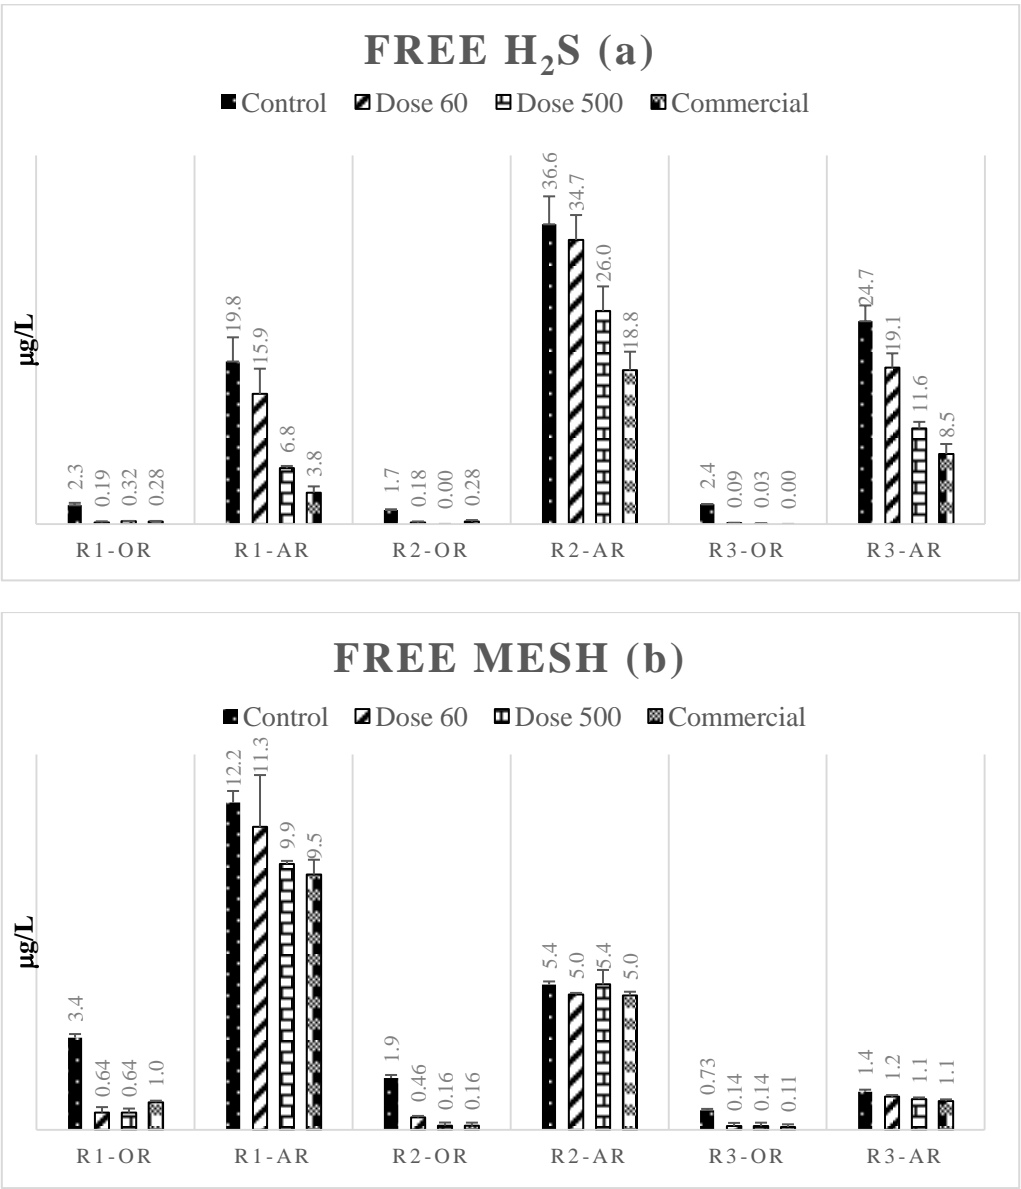 FREE H₂S (a)
Control Dose 60 Dose 500 Commercial
µg/L
2.3 0.19 0.32 0.28 19.8 15.9 6.8 3.8 1.7 0.18 0.00 0.28 36.6 34.7 26.0 18.8 2.4 0.09 0.03 0.00 24.7 19.1 11.6 8.5
R1-OR R1-AR R2-OR R2-AR R3-OR R3-AR
FREE MESH (b)
Control Dose 60 Dose 500 Commercial
µg/L
3.4 0.64 0.64 1.0 12.2 11.3 9.9 9.5 1.9 0.46 0.16 0.16 5.4 5.0 5.4 5.0 0.73 0.14 0.14 0.11 1.4 1.2 1.1 1.1
R1-OR R1-AR R2-OR R2-AR R3-OR R3-AR